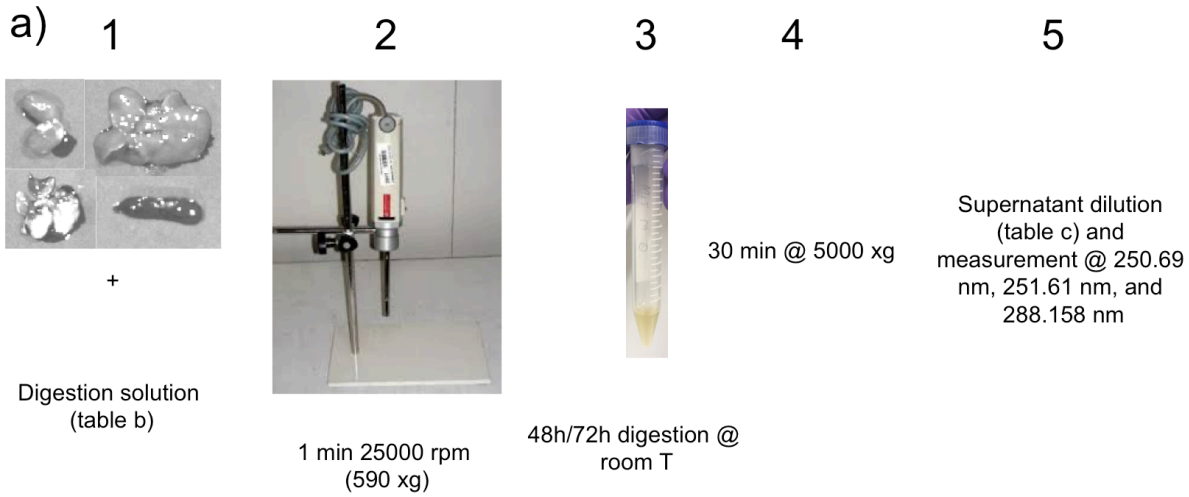 a) 1 2 3 4 5
+
Digestion solution
(table b)
1 min 25000 rpm
(590 xg)
48h/72h digestion @
room T
30 min @ 5000 xg
Supernatant dilution
(table c) and
measurement @ 250.69
nm, 251.61 nm, and
288.158 nm